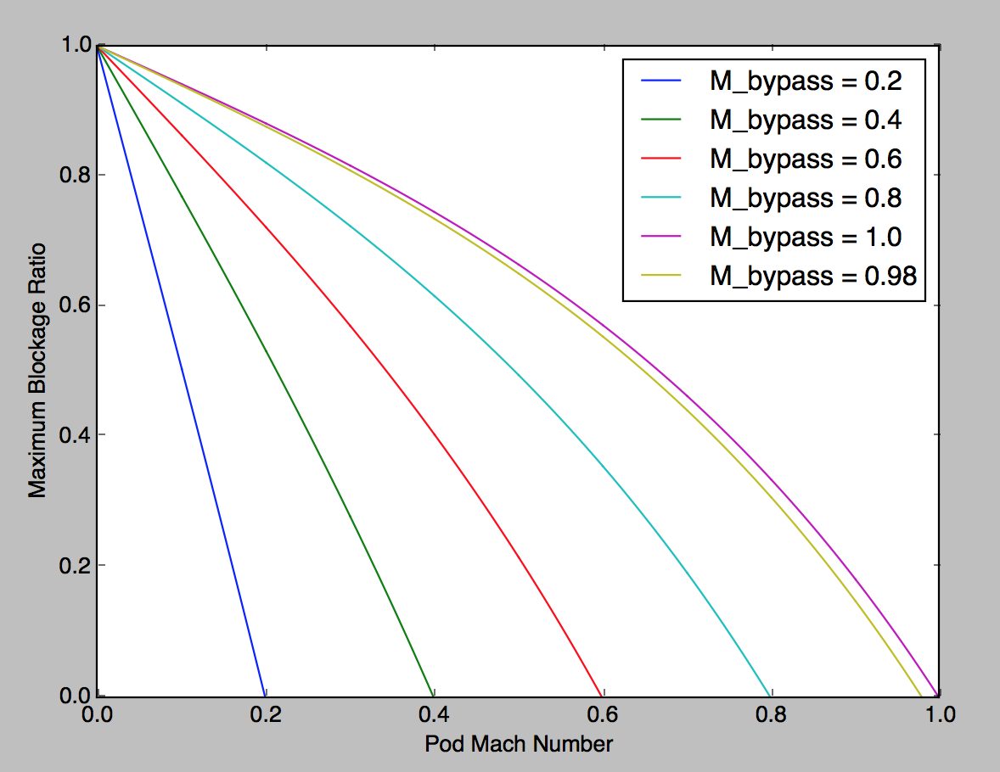 1.0
0.8
0.6
0.4
0.2
0.0
Maximum Blockage Ratio
M_bypass = 0.2
M_bypass = 0.4
M_bypass = 0.6
M_bypass = 0.8
M_bypass = 1.0
M_bypass = 0.98
0.0 0.2 0.4 0.6 0.8 1.0
Pod Mach Number